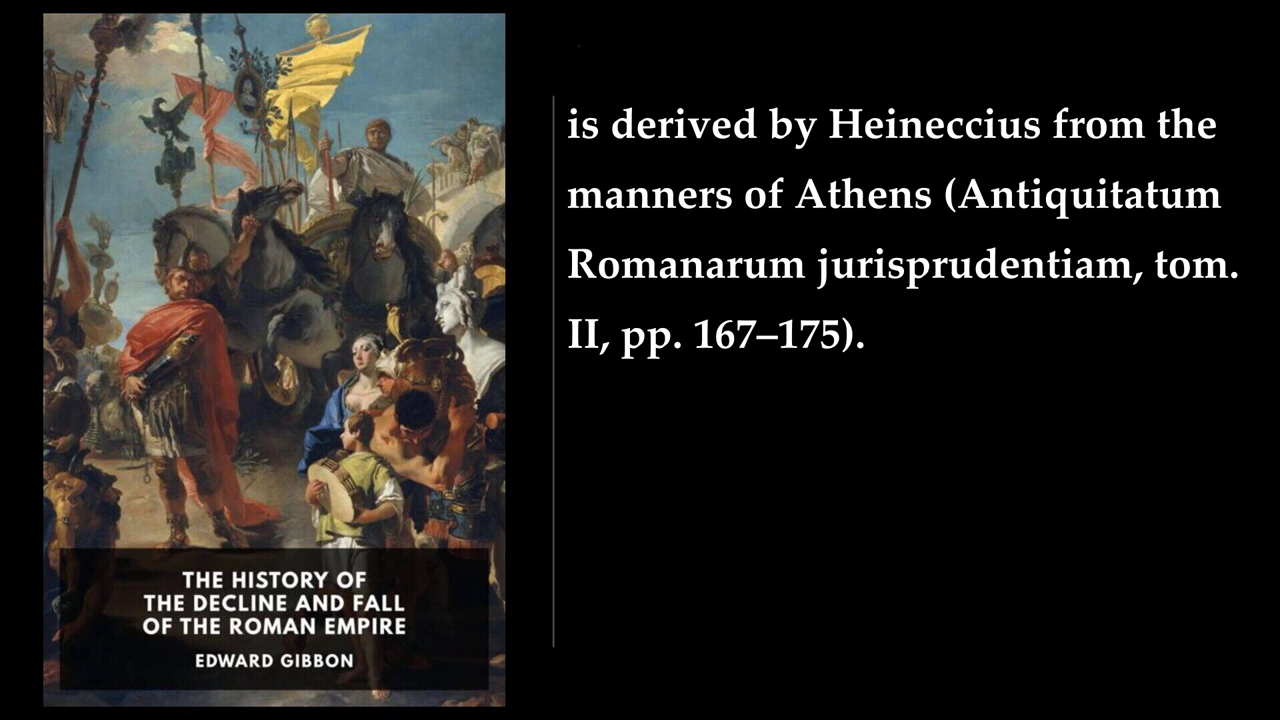 is derived by Heineccius from the
manners of Athens (Antiquitatum
Romanarum jurisprudentiam, tom.
II, pp. 167–175).
THE HISTORY OF
THE DECLINE AND FALL
OF THE ROMAN EMPIRE
EDWARD GIBBON